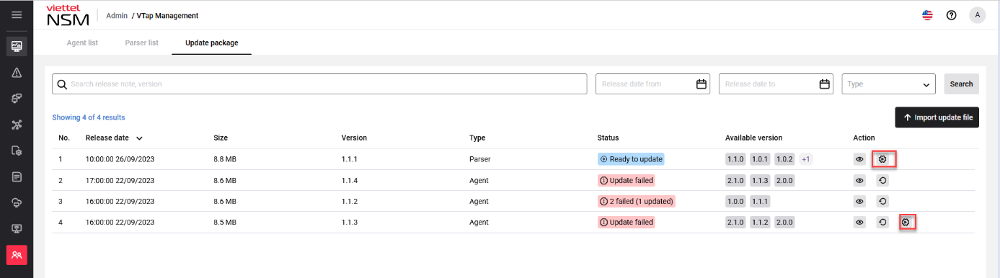 viettel
NSM
Admin / VTap Management
A
Agent list Parser list Update package
Search release note, version Release date from Release date to Type Search
Showing 4 of 4 results Import update file
No. Release date Size Version Type Status Available version Action
1 10:00:00 26/09/2023 8.8 MB 1.1.1 Parser Ready to update 1.1.0 1.0.1 1.0.2 +1
2 17:00:00 22/09/2023 8.6 MB 1.1.4 Agent Update failed 2.1.0 1.1.3 2.0.0
3 16:00:00 22/09/2023 8.6 MB 1.1.2 Agent 2 failed (1 updated) 1.0.0 1.1.1
4 16:00:00 22/09/2023 8.5 MB 1.1.3 Agent Update failed 2.1.0 1.1.2 2.0.0